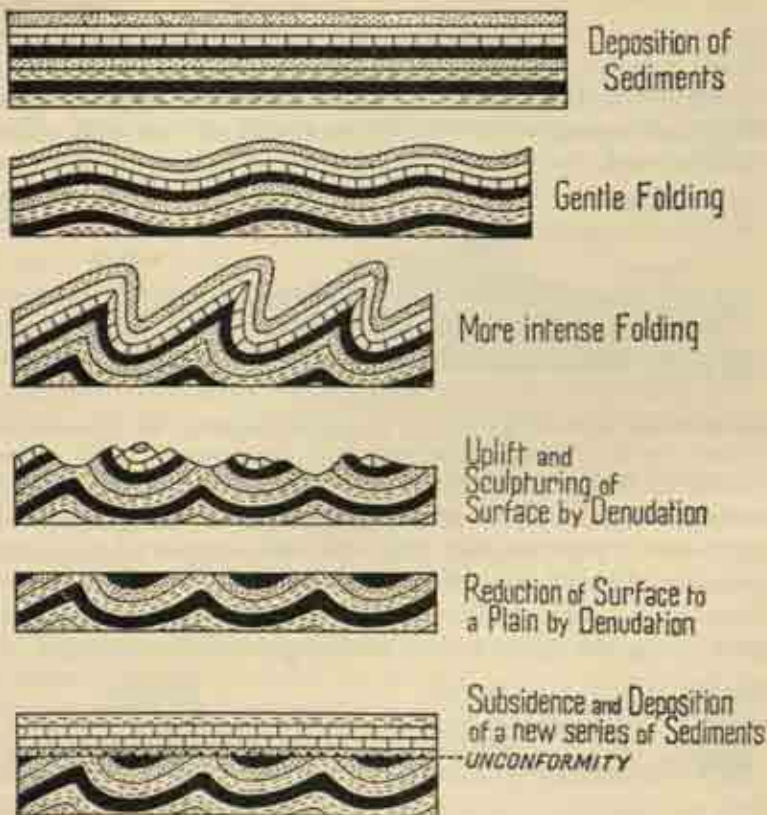 Deposition of
Sediments
Gentle Folding
More intense Folding
Uplift and
Sculpturing of
Surface by Denudation
Reduction of Surface to
a Plain by Denudation
Subsidence and Deposition
of a new series of Sediments
UNCONFORMITY